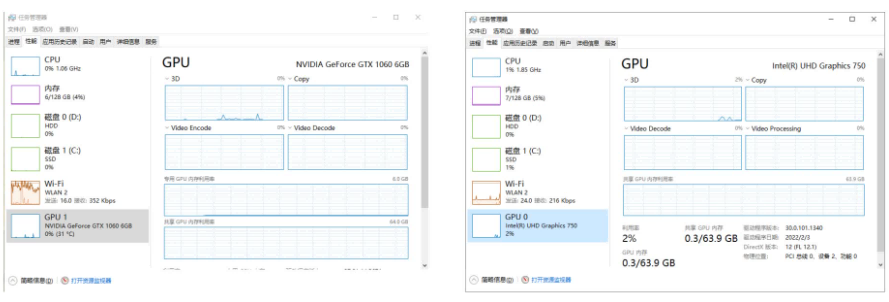 任务管理器
文件(F) 选项(O) 查看(V)
进程 性能 应用历史记录 启动 用户 详细信息 服务
CPU
0% 1.06 GHz
内存
6/128 GB (4%)
磁盘 0 (D:)
HDD
0%
磁盘 1 (C:)
SSD
0%
Wi-Fi
WLAN 2
发送: 16.0 接收: 352 Kbps
GPU 1
NVIDIA GeForce GTX 1060 6GB
0% (31 °C)
GPU NVIDIA GeForce GTX 1060 6GB
3D 0% Copy 0%
Video Encode 0% Video Decode 0%
专用 GPU 内存利用率 6.0 GB
共享 GPU 内存利用率
简略信息(D) 打开资源监视器
任务管理器
文件(F) 选项(O) 查看(V)
进程 性能 应用历史记录 启动 用户 详细信息 服务
CPU
1% 1.85 GHz
内存
7/128 GB (5%)
磁盘 0 (D:)
HDD
0%
磁盘 1 (C:)
SSD
1%
Wi-Fi
WLAN 2
发送: 24.0 接收: 216 Kbps
GPU 0
Intel(R) UHD Graphics 750
2%
GPU Intel(R) UHD Graphics 750
3D 2% Copy 0%
Video Decode 0% Video Processing 0%
共享 GPU 内存利用率 63.9 GB
利用率
2%
共享 GPU 内存
0.3/63.9 GB
GPU 内存
0.3/63.9 GB
驱动程序版本: 30.0.101.1340
驱动程序日期: 2022/2/3
DirectX 版本: 12 (FL 12.1)
物理位置: PCI 总线 0、设备 2、功能 0
简略信息(D) 打开资源监视器